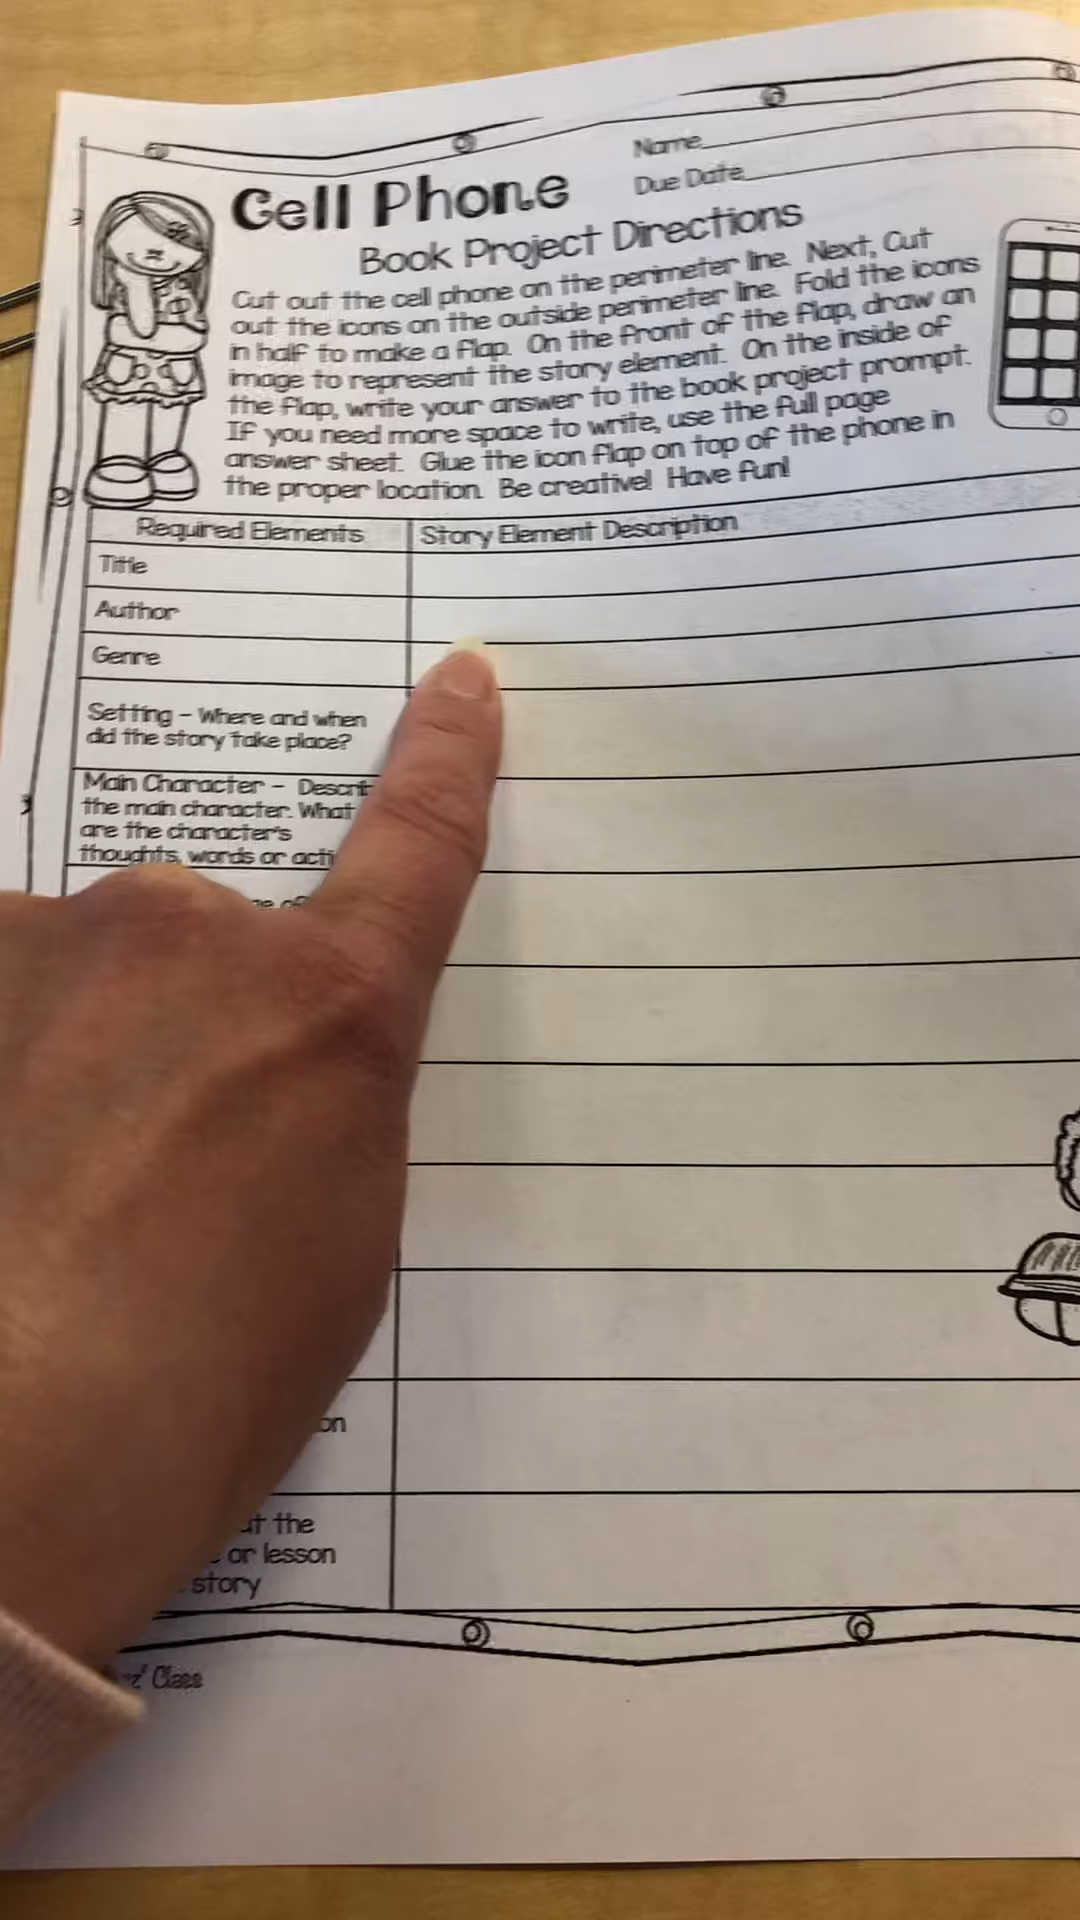 Name
Due Date
Cell Phone
Book Project Directions
Cut out the cell phone on the perimeter line. Next, Cut
out the icons on the outside perimeter line. Fold the icons
in half to make a flap. On the front of the flap, draw an
image to represent the story element. On the inside of
the flap, write your answer to the book project prompt.
If you need more space to write, use the full page
answer sheet. Glue the icon flap on top of the phone in
the proper location. Be creative! Have fun!
Required Elements
Story Element Description
Title
Author
Genre
Setting - Where and when
did the story take place?
Main Character -
the main character. What
are the character's
thoughts, words or
the
or lesson
story
Class